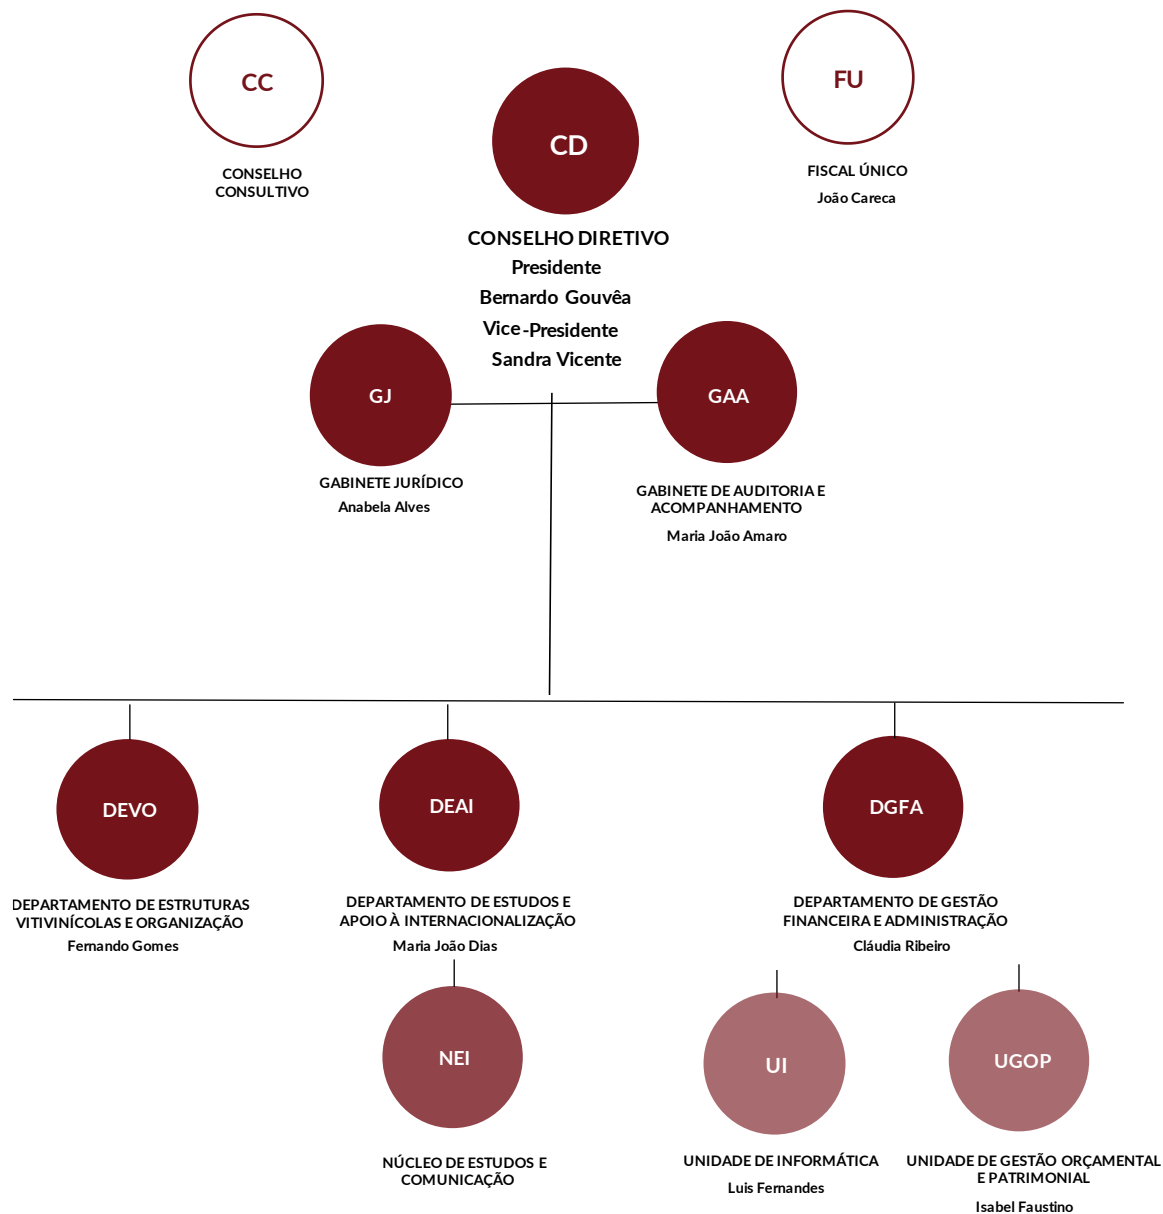 CC
CONSELHO
CONSULTIVO
CD
CONSELHO DIRETIVO
Presidente
Bernardo Gouvêa
Vice-Presidente
Sandra Vicente
FU
FISCAL ÚNICO
João Careca
GJ
GABINETE JURÍDICO
Anabela Alves
GAA
GABINETE DE AUDITORIA E
ACOMPANHAMENTO
Maria João Amaro
DEVO
DEPARTAMENTO DE ESTRUTURAS
VITIVINÍCOLAS E ORGANIZAÇÃO
Fernando Gomes
DEAI
DEPARTAMENTO DE ESTUDOS E
APOIO À INTERNACIONALIZAÇÃO
Maria João Dias
DGFA
DEPARTAMENTO DE GESTÃO
FINANCEIRA E ADMINISTRAÇÃO
Cláudia Ribeiro
NEI
NÚCLEO DE ESTUDOS E
COMUNICAÇÃO
UI
UNIDADE DE INFORMÁTICA
Luis Fernandes
UGOP
UNIDADE DE GESTÃO ORÇAMENTAL
E PATRIMONIAL
Isabel Faustino